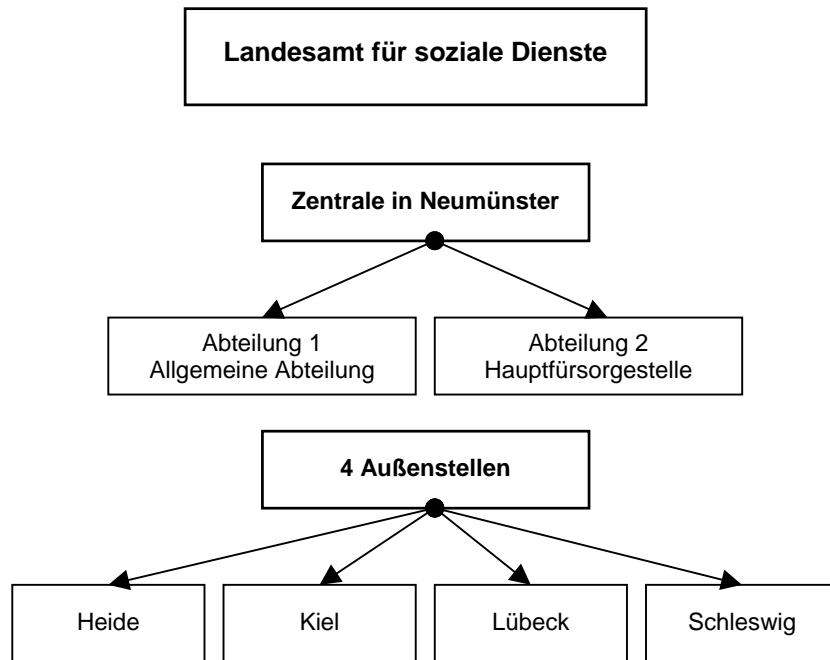 Landesamt für soziale Dienste
Zentrale in Neumünster
Abteilung 1
Allgemeine Abteilung
Abteilung 2
Hauptfürsorgestelle
4 Außenstellen
Heide
Kiel
Lübeck
Schleswig